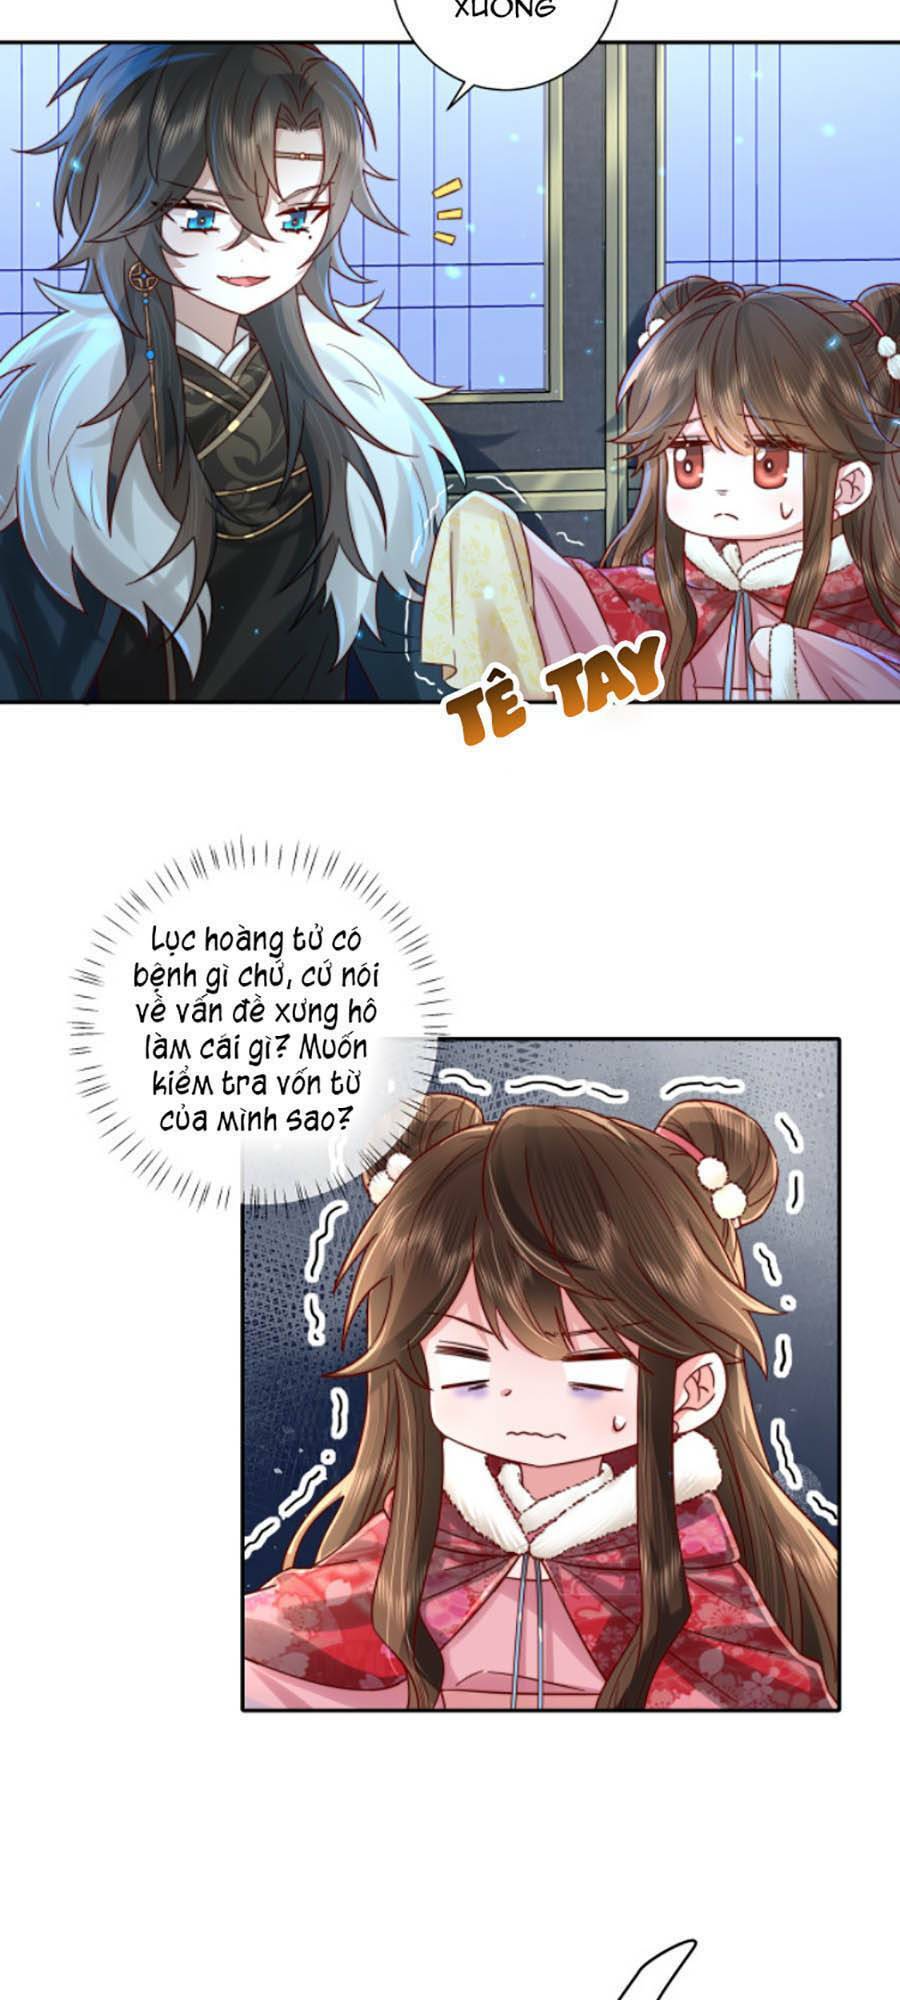 XUỐNG
TÊ TAY
Lục hoàng tử có
bệnh gì chứ, cứ nói
về vấn đề xưng hô
làm cái gì? Muốn
kiểm tra vốn từ
của mình sao?